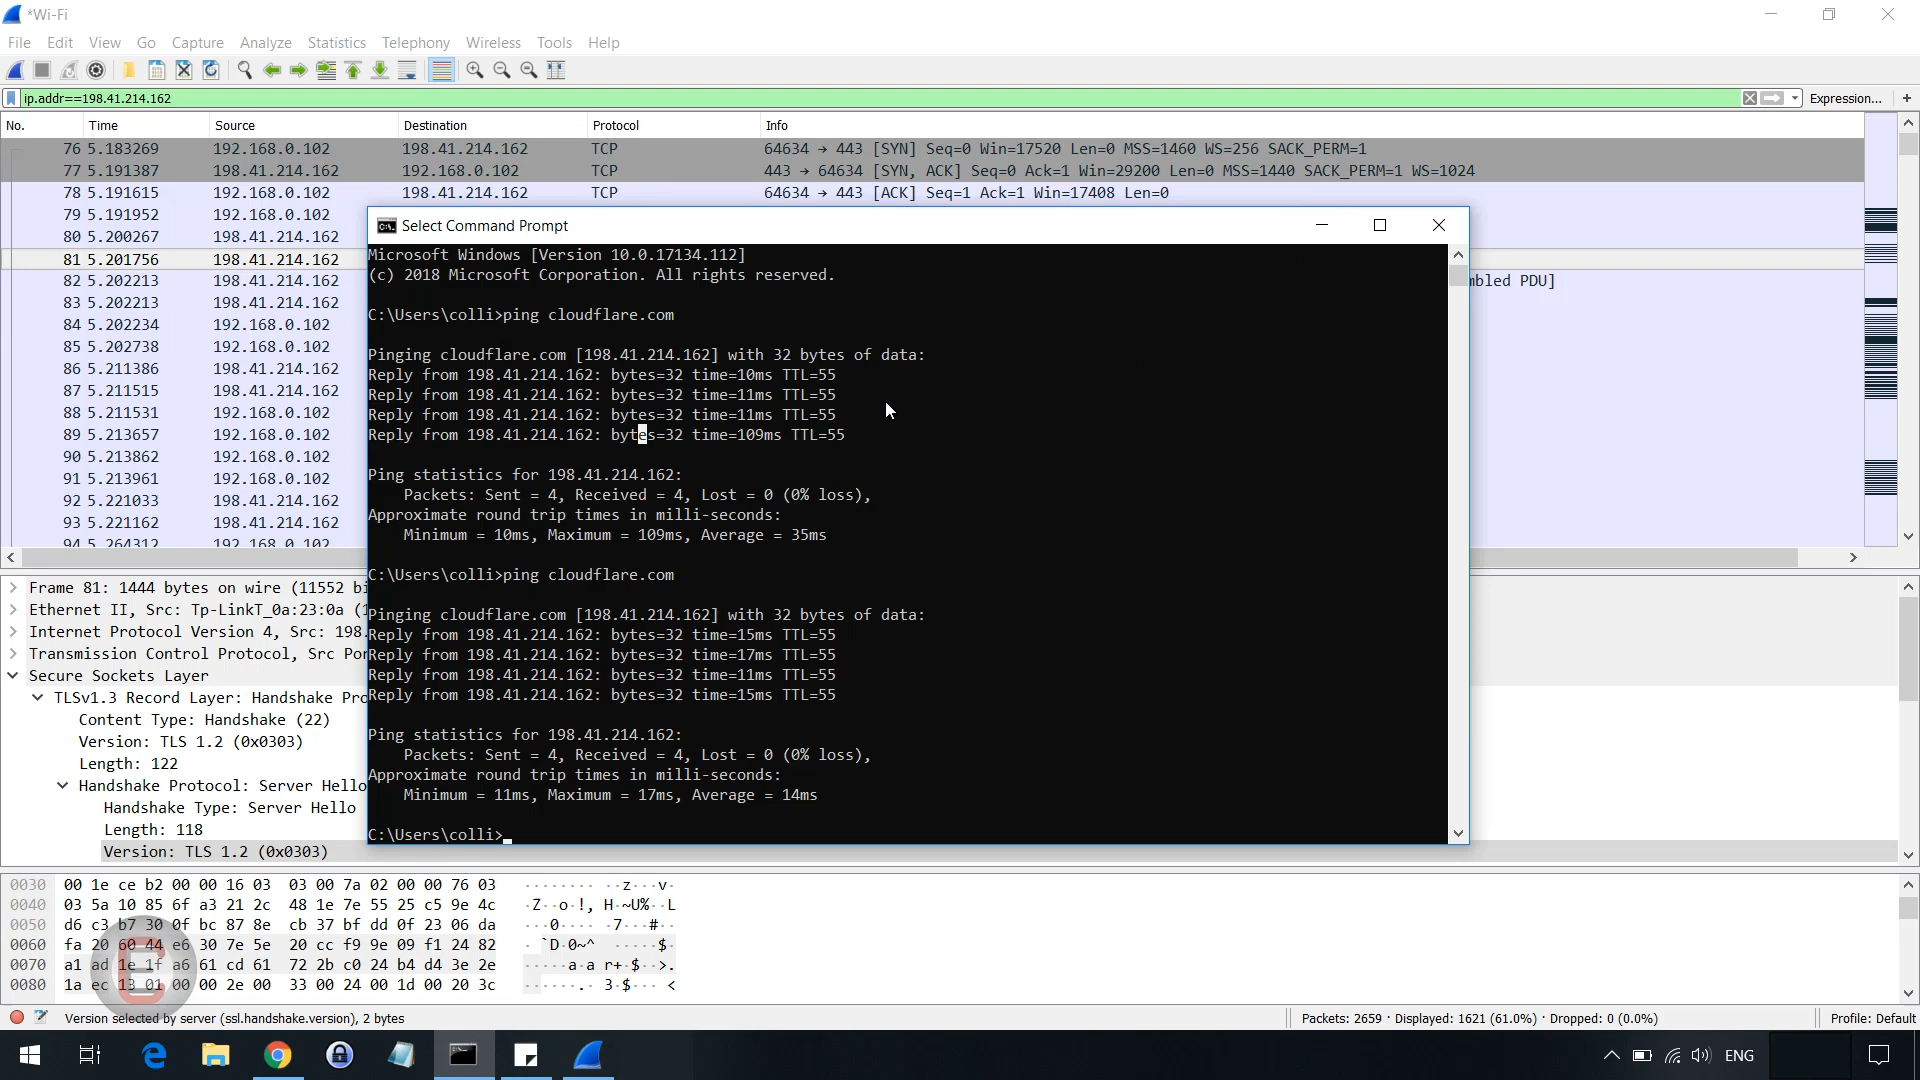 *Wi-Fi
File Edit View Go Capture Analyze Statistics Telephony Wireless Tools Help
ip.addr==198.41.214.162
Expression... +
No. Time Source Destination Protocol Info
76 5.183269 192.168.0.102 198.41.214.162 TCP 64634 → 443 [SYN] Seq=0 Win=17520 Len=0 MSS=1460 WS=256 SACK_PERM=1
77 5.191387 198.41.214.162 192.168.0.102 TCP 443 → 64634 [SYN, ACK] Seq=0 Ack=1 Win=29200 Len=0 MSS=1440 SACK_PERM=1 WS=1024
78 5.191615 192.168.0.102 198.41.214.162 TCP 64634 → 443 [ACK] Seq=1 Ack=1 Win=17408 Len=0
79 5.191952 192.168.0.102
80 5.200267 198.41.214.162
81 5.201756 198.41.214.162
82 5.202213 198.41.214.162 mbled PDU]
83 5.202213 198.41.214.162
84 5.202234 192.168.0.102
85 5.202738 192.168.0.102
86 5.211386 198.41.214.162
87 5.211515 198.41.214.162
88 5.211531 192.168.0.102
89 5.213657 192.168.0.102
90 5.213862 192.168.0.102
91 5.213961 192.168.0.102
92 5.221033 198.41.214.162
93 5.221162 198.41.214.162
94 5.264312 192.168.0.102
Select Command Prompt
Microsoft Windows [Version 10.0.17134.112]
(c) 2018 Microsoft Corporation. All rights reserved.
C:\Users\colli>ping cloudflare.com
Pinging cloudflare.com [198.41.214.162] with 32 bytes of data:
Reply from 198.41.214.162: bytes=32 time=10ms TTL=55
Reply from 198.41.214.162: bytes=32 time=11ms TTL=55
Reply from 198.41.214.162: bytes=32 time=11ms TTL=55
Reply from 198.41.214.162: bytes=32 time=109ms TTL=55
Ping statistics for 198.41.214.162:
Packets: Sent = 4, Received = 4, Lost = 0 (0% loss),
Approximate round trip times in milli-seconds:
Minimum = 10ms, Maximum = 109ms, Average = 35ms
C:\Users\colli>ping cloudflare.com
Pinging cloudflare.com [198.41.214.162] with 32 bytes of data:
Reply from 198.41.214.162: bytes=32 time=15ms TTL=55
Reply from 198.41.214.162: bytes=32 time=17ms TTL=55
Reply from 198.41.214.162: bytes=32 time=11ms TTL=55
Reply from 198.41.214.162: bytes=32 time=15ms TTL=55
Ping statistics for 198.41.214.162:
Packets: Sent = 4, Received = 4, Lost = 0 (0% loss),
Approximate round trip times in milli-seconds:
Minimum = 11ms, Maximum = 17ms, Average = 14ms
C:\Users\colli>_
Frame 81: 1444 bytes on wire (11552 bi
Ethernet II, Src: Tp-LinkT_0a:23:0a (
Internet Protocol Version 4, Src: 198.
Transmission Control Protocol, Src Por
Secure Sockets Layer
TLSv1.3 Record Layer: Handshake Pro
Content Type: Handshake (22)
Version: TLS 1.2 (0x0303)
Length: 122
Handshake Protocol: Server Hello
Handshake Type: Server Hello
Length: 118
Version: TLS 1.2 (0x0303)
0030 00 1e ce b2 00 00 16 03 03 00 7a 02 00 00 76 03 ········ ··z···v·
0040 03 5a 10 85 6f a3 21 2c 48 1e 7e 55 25 c5 9e 4c ·Z··o·!, H·~U%··L
0050 d6 c3 b7 30 0f bc 87 8e cb 37 bf dd 0f 23 06 da ···0···· ·7···#··
0060 fa 20 60 44 e6 30 7e 5e 20 cc f9 9e 09 f1 24 82 · `D·0~^ ·····$·
0070 a1 ad 1e 1f a6 61 cd 61 72 2b c0 24 b4 d4 3e 2e ·····a·a r+·$··>.
0080 1a ec 13 01 00 00 2e 00 33 00 24 00 1d 00 20 3c ······.· 3·$··· <
Version selected by server (ssl.handshake.version), 2 bytes
Packets: 2659 · Displayed: 1621 (61.0%) · Dropped: 0 (0.0%)
Profile: Default
ENG